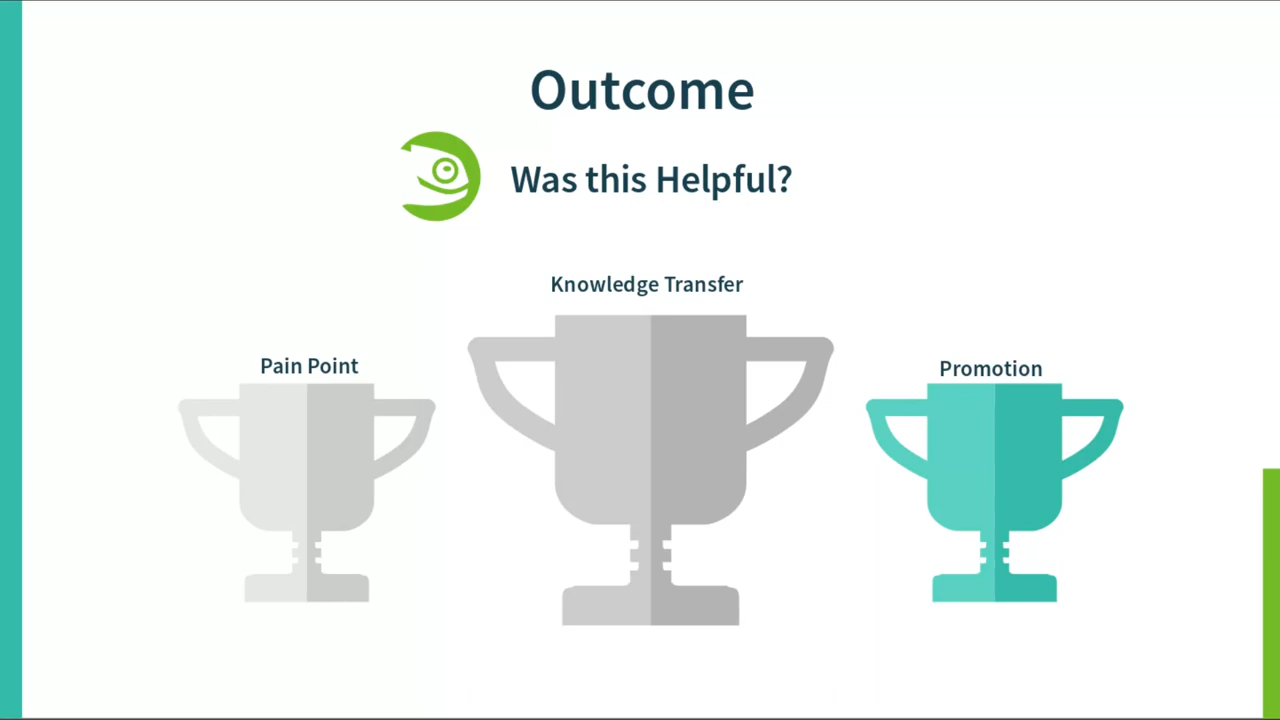 Outcome
Was this Helpful?
Knowledge Transfer
Pain Point
Promotion